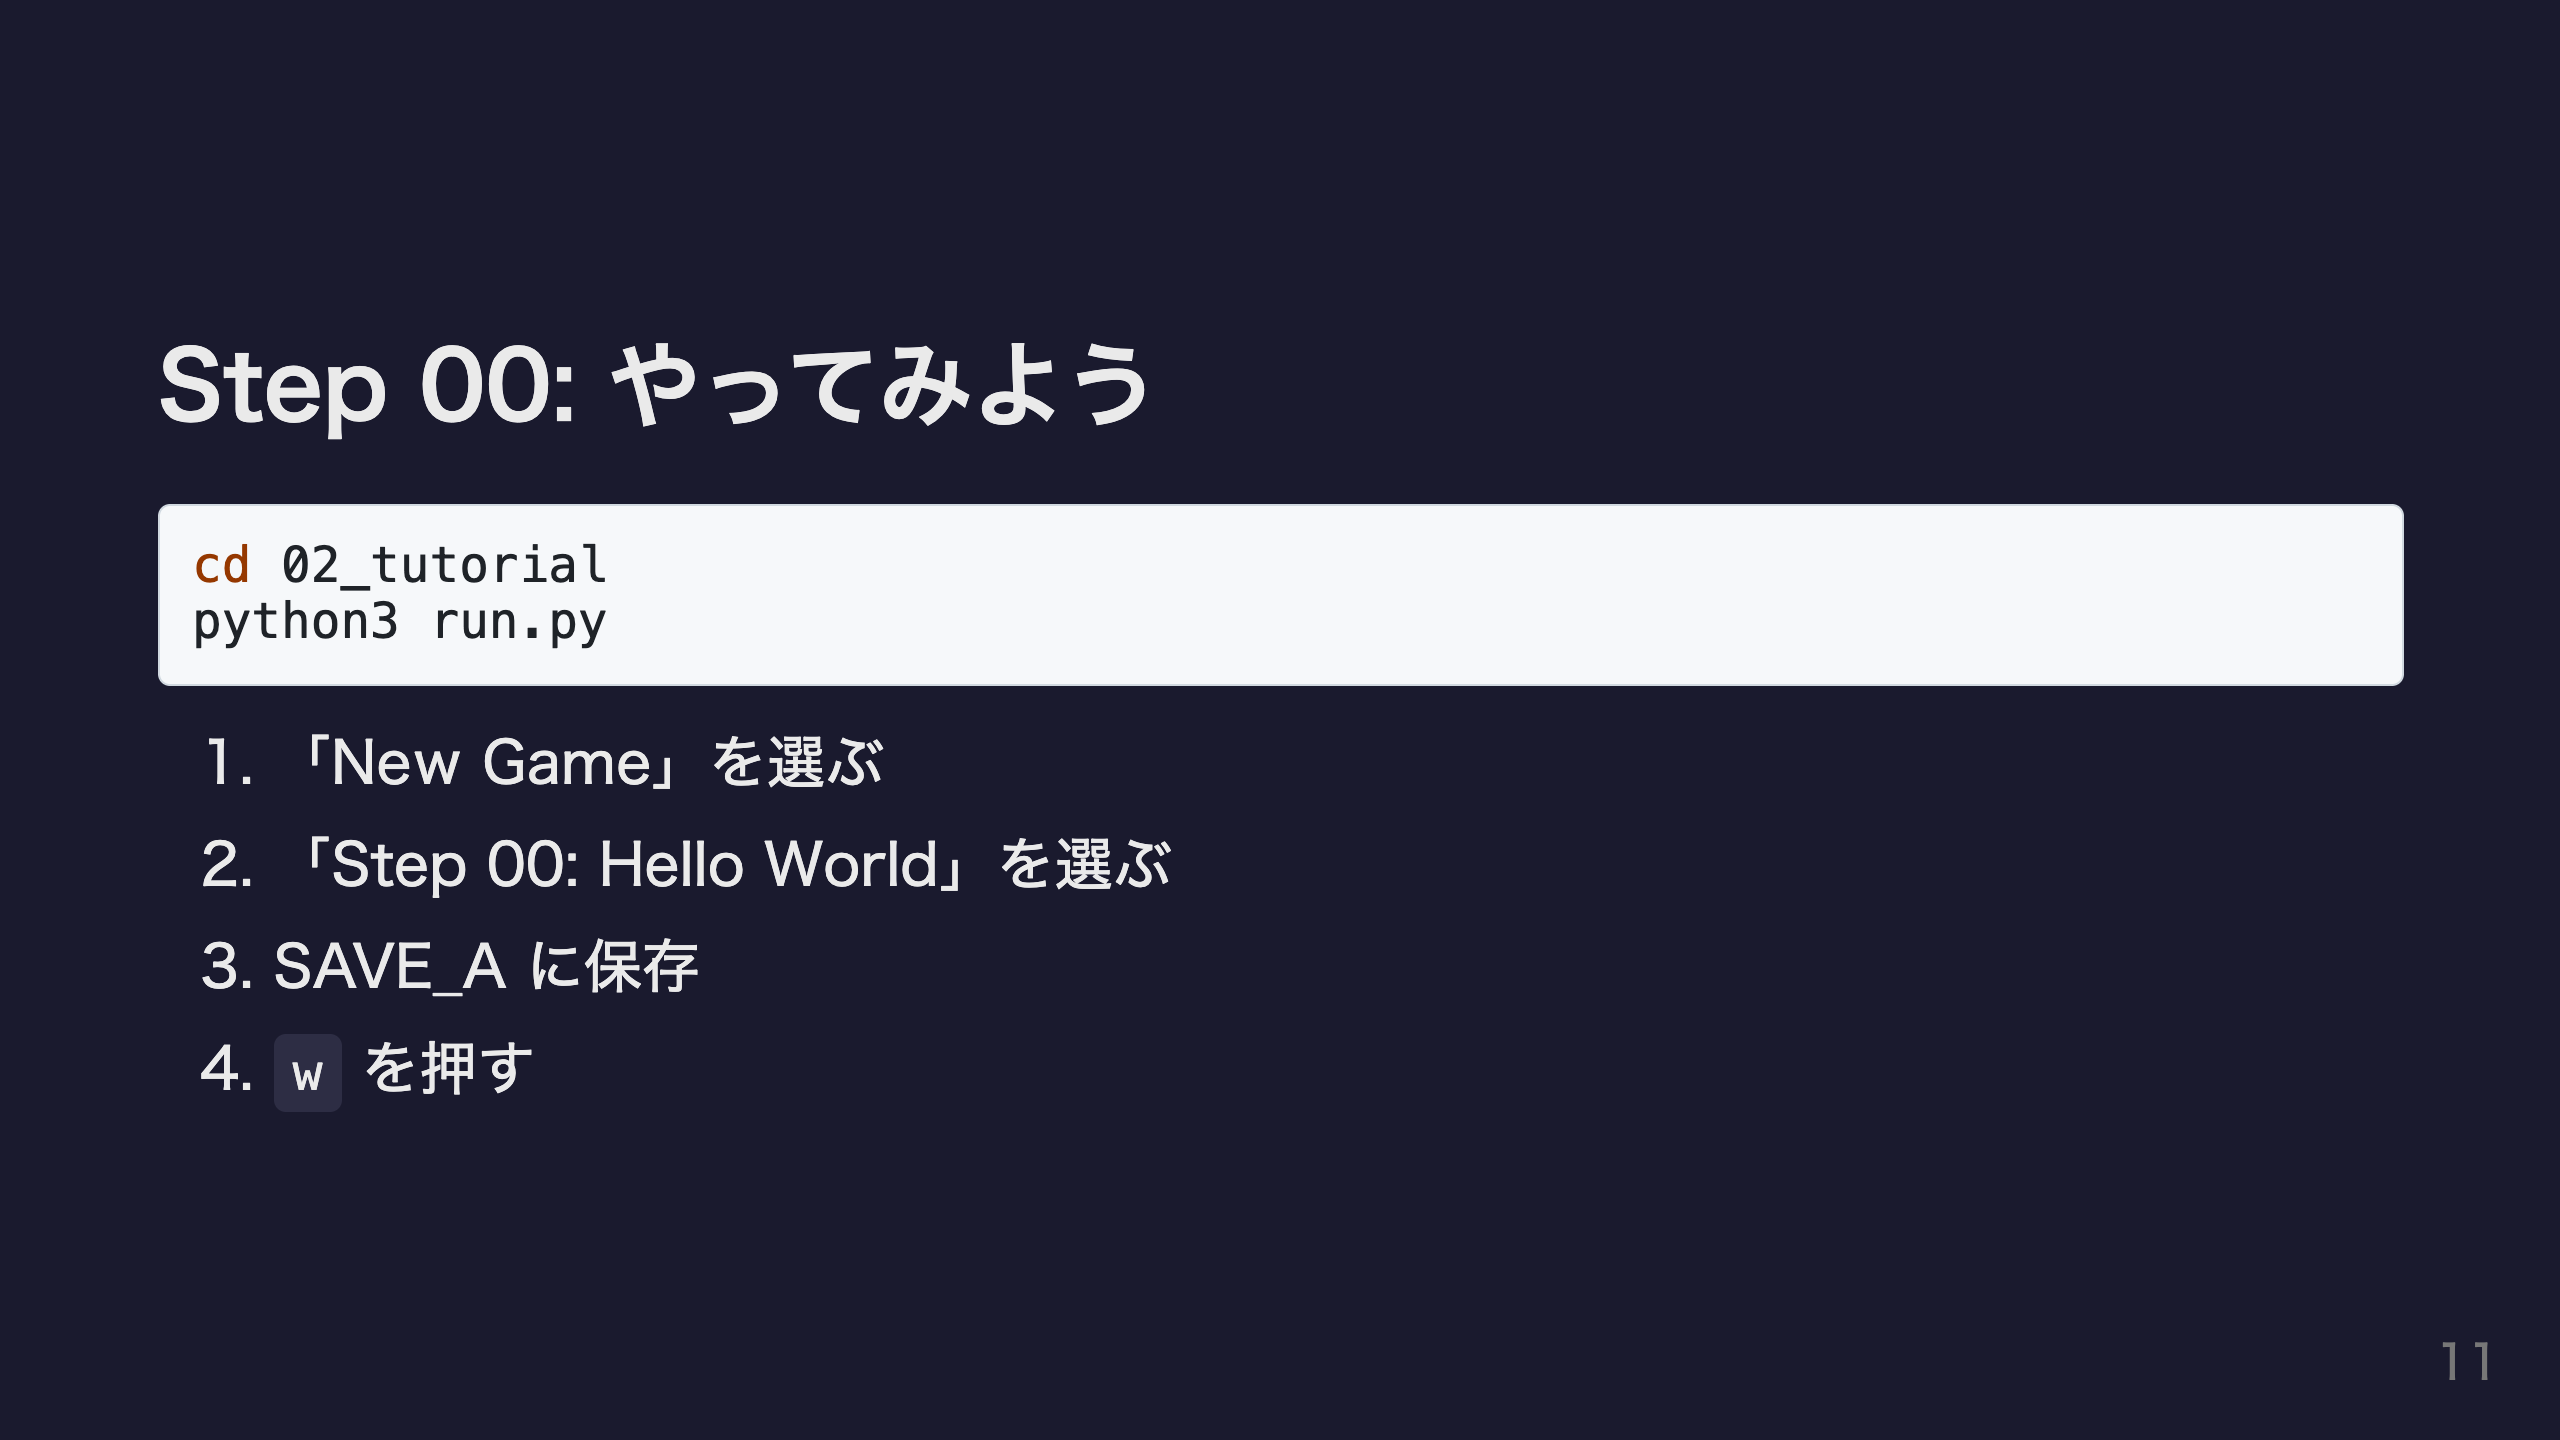 Step 00: やってみよう
cd 02_tutorial
python3 run.py
1. 「New Game」を選ぶ
2. 「Step 00: Hello World」を選ぶ
3. SAVE_A に保存
4. w を押す
11